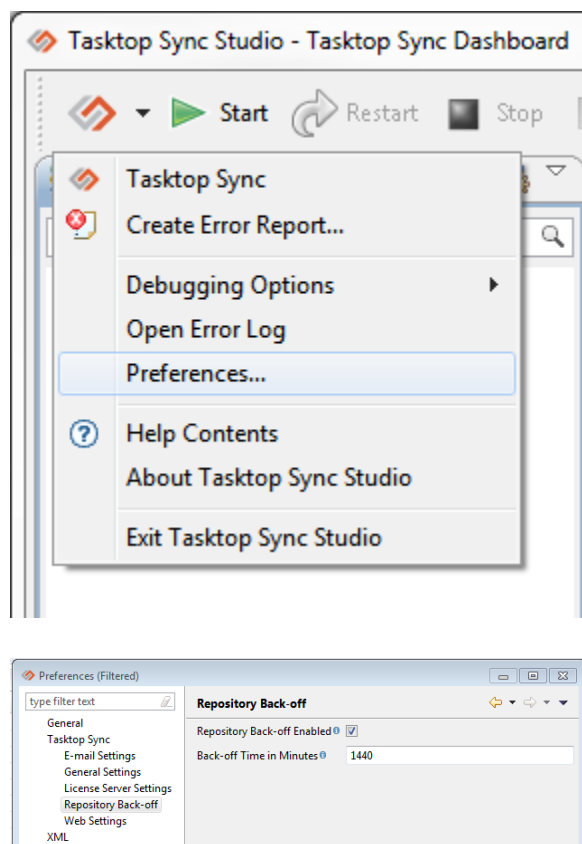 Tasktop Sync Studio - Tasktop Sync Dashboard
Start Restart Stop
Tasktop Sync
Create Error Report...
Debugging Options
Open Error Log
Preferences...
Help Contents
About Tasktop Sync Studio
Exit Tasktop Sync Studio
Preferences (Filtered)
type filter text
General
Tasktop Sync
E-mail Settings
General Settings
License Server Settings
Repository Back-off
Web Settings
XML
Repository Back-off
Repository Back-off Enabled
Back-off Time in Minutes 1440